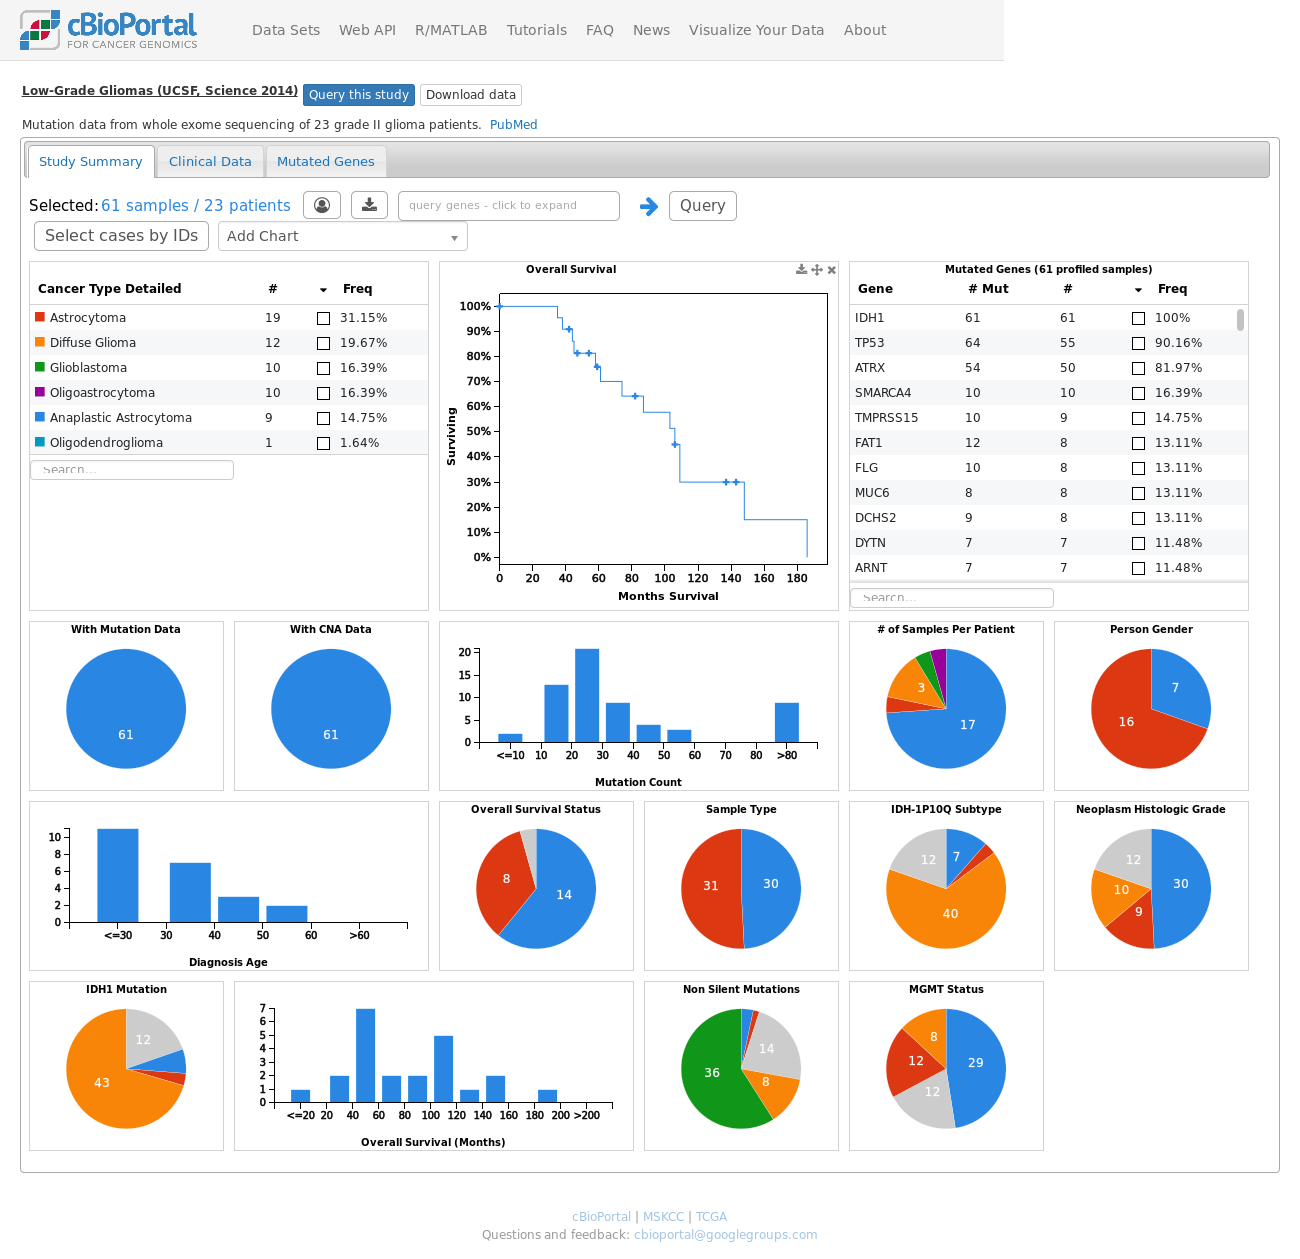 cBioPortal
FOR CANCER GENOMICS
Data Sets Web API R/MATLAB Tutorials FAQ News Visualize Your Data About
Low-Grade Gliomas (UCSF, Science 2014) Query this study Download data
Mutation data from whole exome sequencing of 23 grade II glioma patients. PubMed
Study Summary Clinical Data Mutated Genes
Selected: 61 samples / 23 patients query genes - click to expand Query
Select cases by IDs Add Chart
Cancer Type Detailed # Freq
Astrocytoma 19 31.15%
Diffuse Glioma 12 19.67%
Glioblastoma 10 16.39%
Oligoastrocytoma 10 16.39%
Anaplastic Astrocytoma 9 14.75%
Oligodendroglioma 1 1.64%
Search...
Overall Survival
100%
90%
80%
70%
60%
50%
40%
30%
20%
10%
0%
Surviving
0 20 40 60 80 100 120 140 160 180
Months Survival
Mutated Genes (61 profiled samples)
Gene # Mut # Freq
IDH1 61 61 100%
TP53 64 55 90.16%
ATRX 54 50 81.97%
SMARCA4 10 10 16.39%
TMPRSS15 10 9 14.75%
FAT1 12 8 13.11%
FLG 10 8 13.11%
MUC6 8 8 13.11%
DCHS2 9 8 13.11%
DYTN 7 7 11.48%
ARNT 7 7 11.48%
Search...
With Mutation Data
61
With CNA Data
61
20
15
10
5
0
<=10 10 20 30 40 50 60 70 80 >80
Mutation Count
# of Samples Per Patient
3
17
Person Gender
7
16
10
8
6
4
2
0
<=30 30 40 50 60 >60
Diagnosis Age
Overall Survival Status
8
14
Sample Type
31 30
IDH-1P10Q Subtype
12 7
40
Neoplasm Histologic Grade
12
10 30
9
IDH1 Mutation
12
43
7
6
5
4
3
2
1
0
<=20 20 40 60 80 100 120 140 160 180 200 >200
Overall Survival (Months)
Non Silent Mutations
14
36
8
MGMT Status
8
12 29
12
cBioPortal | MSKCC | TCGA
Questions and feedback: cbioportal@googlegroups.com